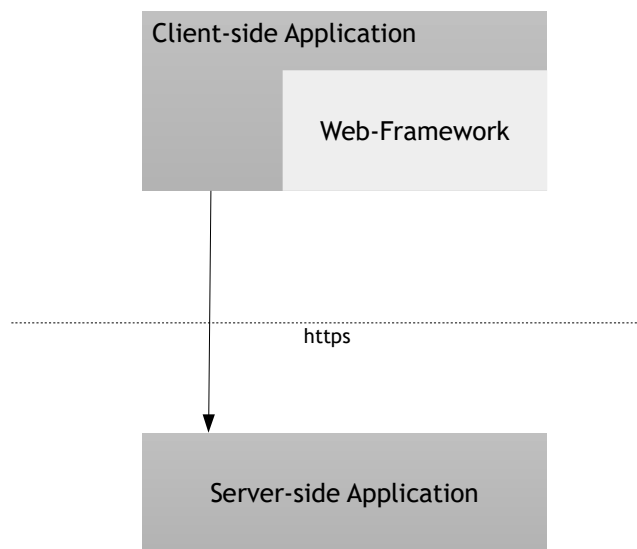 Client-side Application
Web-Framework
https
Server-side Application